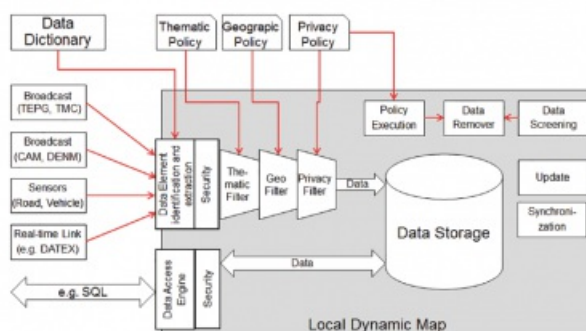 Data
Dictionary
Thematic
Policy
Geograpic
Policy
Privacy
Policy
Broadcast
(TEPG, TMC)
Broadcast
(CAM, DENM)
Sensors
(Road, Vehicle)
Real-time Link
(e.g. DATEX)
e.g. SQL
Data Element
identification and
extraction
Security
The-
matic
Filter
Geo
Filter
Privacy
Filter
Data
Policy
Execution
Data
Remover
Data
Screening
Data Storage
Update
Synchroni-
zation
Data Access
Engine
Security
Data
Local Dynamic Map